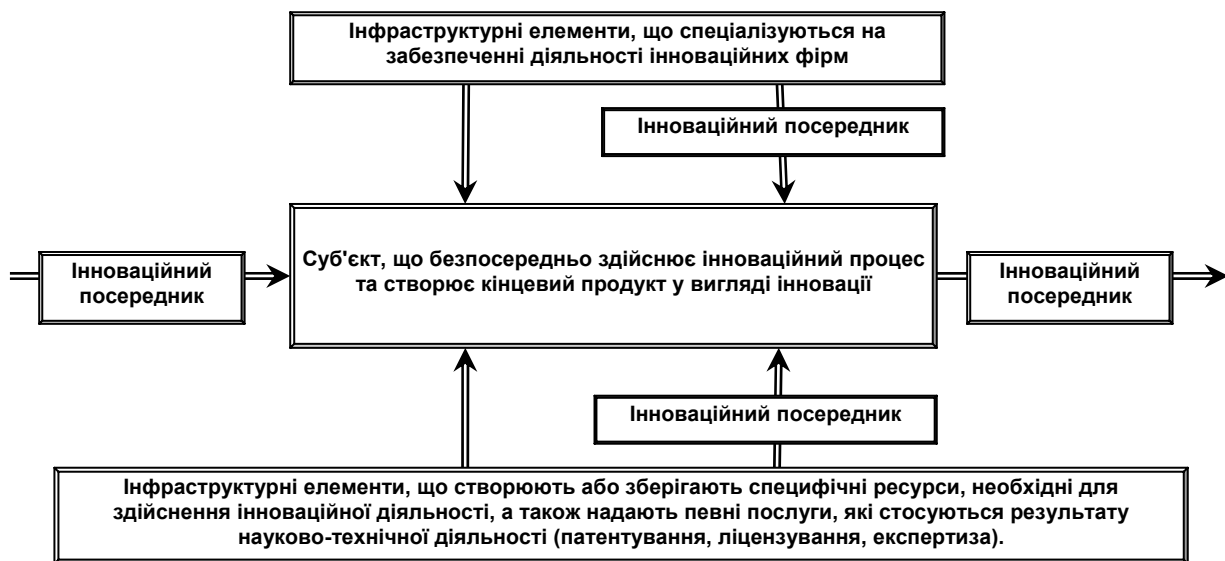 Інфраструктурні елементи, що спеціалізуються на
забезпеченні діяльності інноваційних фірм
Інноваційний посередник
Інноваційний
посередник
Суб'єкт, що безпосередньо здійснює інноваційний процес
та створює кінцевий продукт у вигляді інновації
Інноваційний
посередник
Інноваційний посередник
Інфраструктурні елементи, що створюють або зберігають специфічні ресурси, необхідні для
здійснення інноваційної діяльності, а також надають певні послуги, які стосуються результату
науково-технічної діяльності (патентування, ліцензування, експертиза).